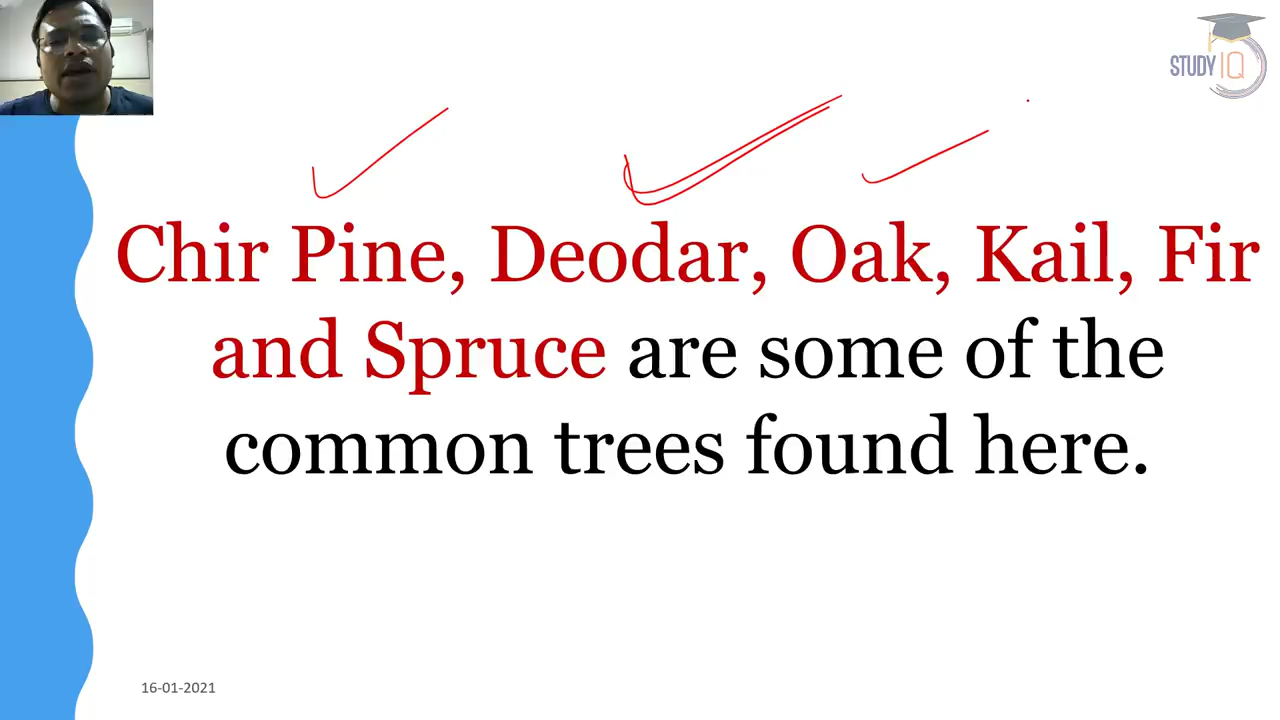 STUDY IQ
Chir Pine, Deodar, Oak, Kail, Fir
and Spruce are some of the
common trees found here.
16-01-2021